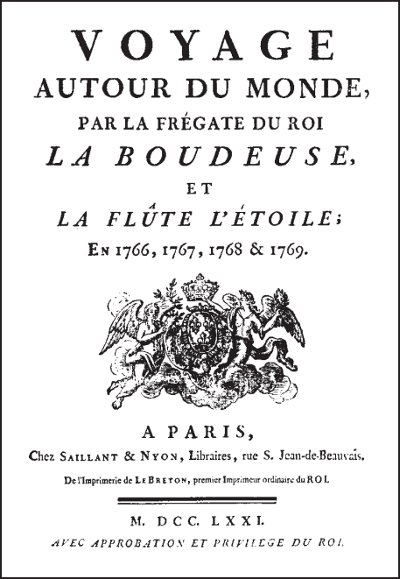 VOYAGE
AUTOUR DU MONDE,
PAR LA FRÉGATE DU ROI
LA BOUDEUSE,
ET
LA FLÛTE L'ÉTOILE;
EN 1766, 1767, 1768 & 1769.
A PARIS,
Chez SAILLANT & NYON, Libraires, rue S. Jean-de-Beauvais.
De l'Imprimerie de LE BRETON, premier Imprimeur ordinaire du ROI.
M. DCC. LXXI.
AVEC APPROBATION ET PRIVILEGE DU ROI.